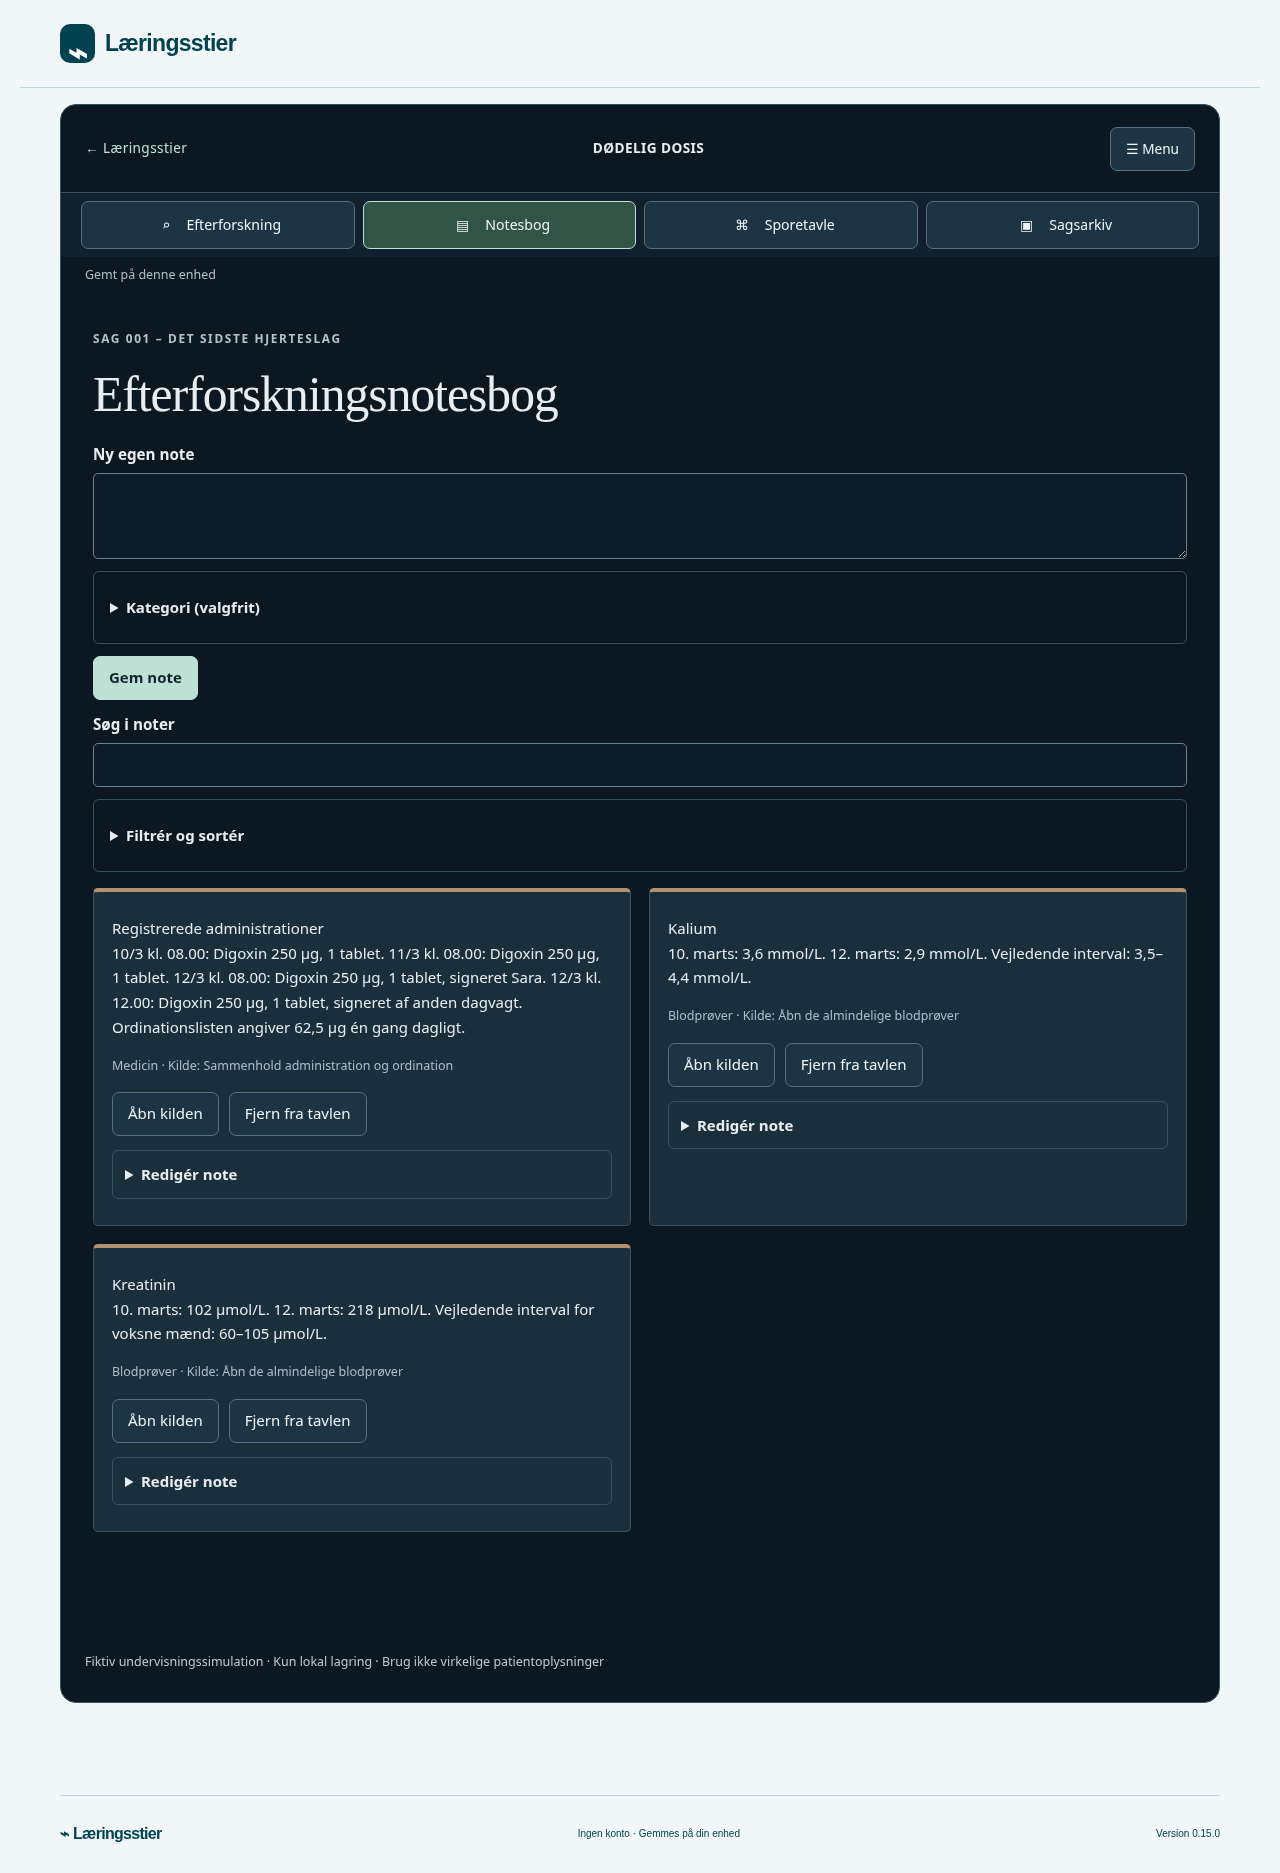 Læringsstier
← Læringsstier
DØDELIG DOSIS
☰ Menu
⌕ Efterforskning
▤ Notesbog
⌘ Sporetavle
▣ Sagsarkiv
Gemt på denne enhed
SAG 001 – DET SIDSTE HJERTESLAG
Efterforskningsnotesbog
Ny egen note
▶ Kategori (valgfrit)
Gem note
Søg i noter
▶ Filtrér og sortér
Registrerede administrationer
10/3 kl. 08.00: Digoxin 250 µg, 1 tablet. 11/3 kl. 08.00: Digoxin 250 µg,
1 tablet. 12/3 kl. 08.00: Digoxin 250 µg, 1 tablet, signeret Sara. 12/3 kl.
12.00: Digoxin 250 µg, 1 tablet, signeret af anden dagvagt.
Ordinationslisten angiver 62,5 µg én gang dagligt.
Medicin · Kilde: Sammenhold administration og ordination
Åbn kilden
Fjern fra tavlen
▶ Redigér note
Kalium
10. marts: 3,6 mmol/L. 12. marts: 2,9 mmol/L. Vejledende interval: 3,5–
4,4 mmol/L.
Blodprøver · Kilde: Åbn de almindelige blodprøver
Åbn kilden
Fjern fra tavlen
▶ Redigér note
Kreatinin
10. marts: 102 µmol/L. 12. marts: 218 µmol/L. Vejledende interval for
voksne mænd: 60–105 µmol/L.
Blodprøver · Kilde: Åbn de almindelige blodprøver
Åbn kilden
Fjern fra tavlen
▶ Redigér note
Fiktiv undervisningssimulation · Kun lokal lagring · Brug ikke virkelige patientoplysninger
⌁ Læringsstier
Ingen konto · Gemmes på din enhed
Version 0.15.0